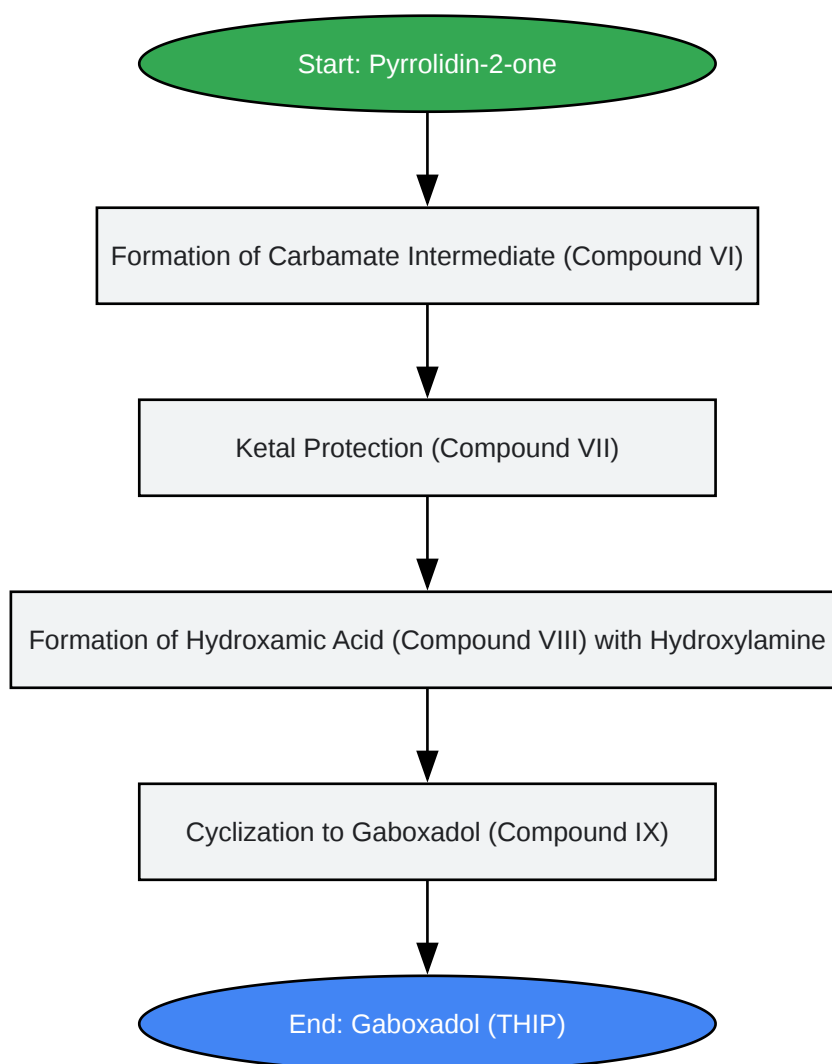 Start: Pyrrolidin-2-one
Formation of Carbamate Intermediate (Compound VI)
Ketal Protection (Compound VII)
Formation of Hydroxamic Acid (Compound VIII) with Hydroxylamine
Cyclization to Gaboxadol (Compound IX)
End: Gaboxadol (THIP)